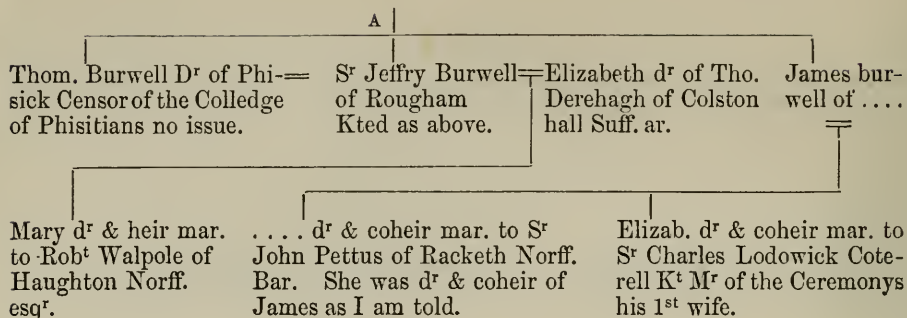 A
Thom. Burwell Dʳ of Phi-
sick Censor of the Colledge
of Phisitians no issue.
Sʳ Jeffry Burwell
of Rougham
Kted as above.
Elizabeth dʳ of Tho.
Derehagh of Colston
hall Suff. ar.
James bur-
well of ....
Mary dʳ & heir mar.
to Robᵗ Walpole of
Haughton Norff.
esqʳ.
.... dʳ & coheir mar. to Sʳ
John Pettus of Racketh Norff.
Bar. She was dʳ & coheir of
James as I am told.
Elizab. dʳ & coheir mar. to
Sʳ Charles Lodowick Cote-
rell Kᵗ Mʳ of the Ceremonys
his 1ˢᵗ wife.